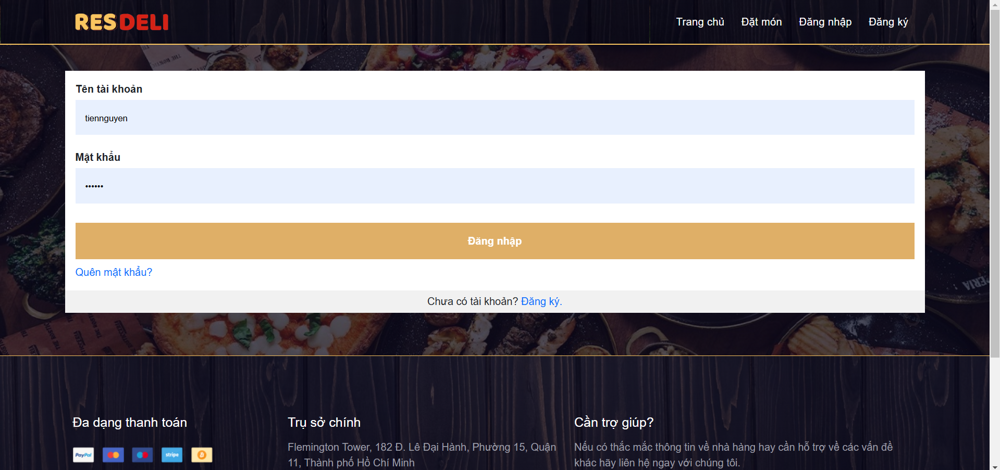 RESDELI
Trang chủ Đặt món Đăng nhập Đăng ký
Tên tài khoản
tiennguyen
Mật khẩu
••••••
Đăng nhập
Quên mật khẩu?
Chưa có tài khoản? Đăng ký.
Đa dạng thanh toán
PayPal
stripe
Trụ sở chính
Flemington Tower, 182 Đ. Lê Đại Hành, Phường 15, Quận
11, Thành phố Hồ Chí Minh
Cần trợ giúp?
Nếu có thắc mắc thông tin về nhà hàng hay cần hỗ trợ về các vấn đề
khác hãy liên hệ ngay với chúng tôi.